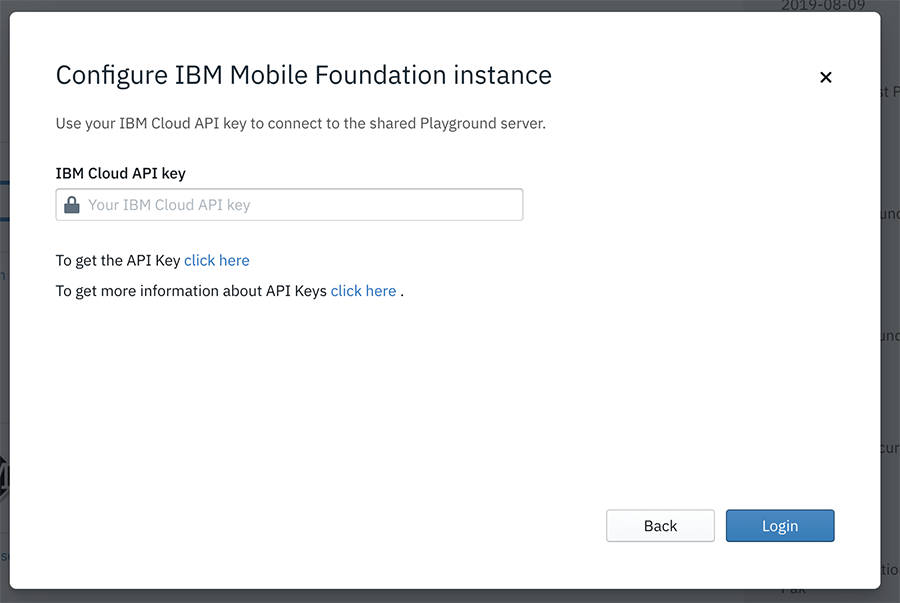 2019-08-09
Configure IBM Mobile Foundation instance
Use your IBM Cloud API key to connect to the shared Playground server.
IBM Cloud API key
Your IBM Cloud API key
To get the API Key click here
To get more information about API Keys click here .
Back
Login